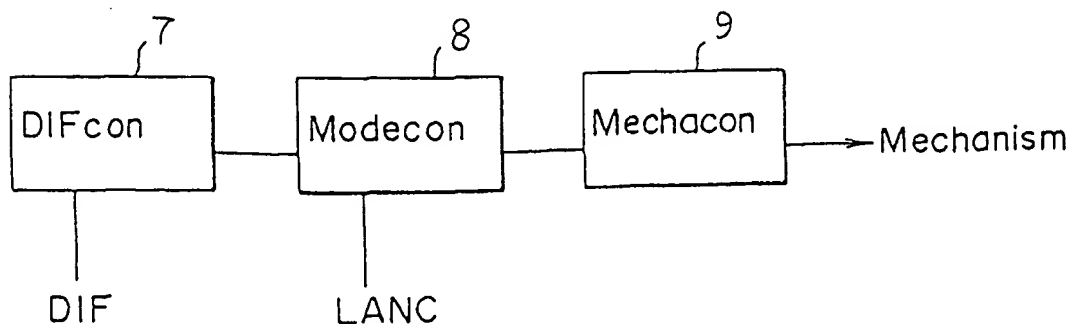 7
8
9
DIFcon
Modecon
Mechacon
Mechanism
DIF
LANC